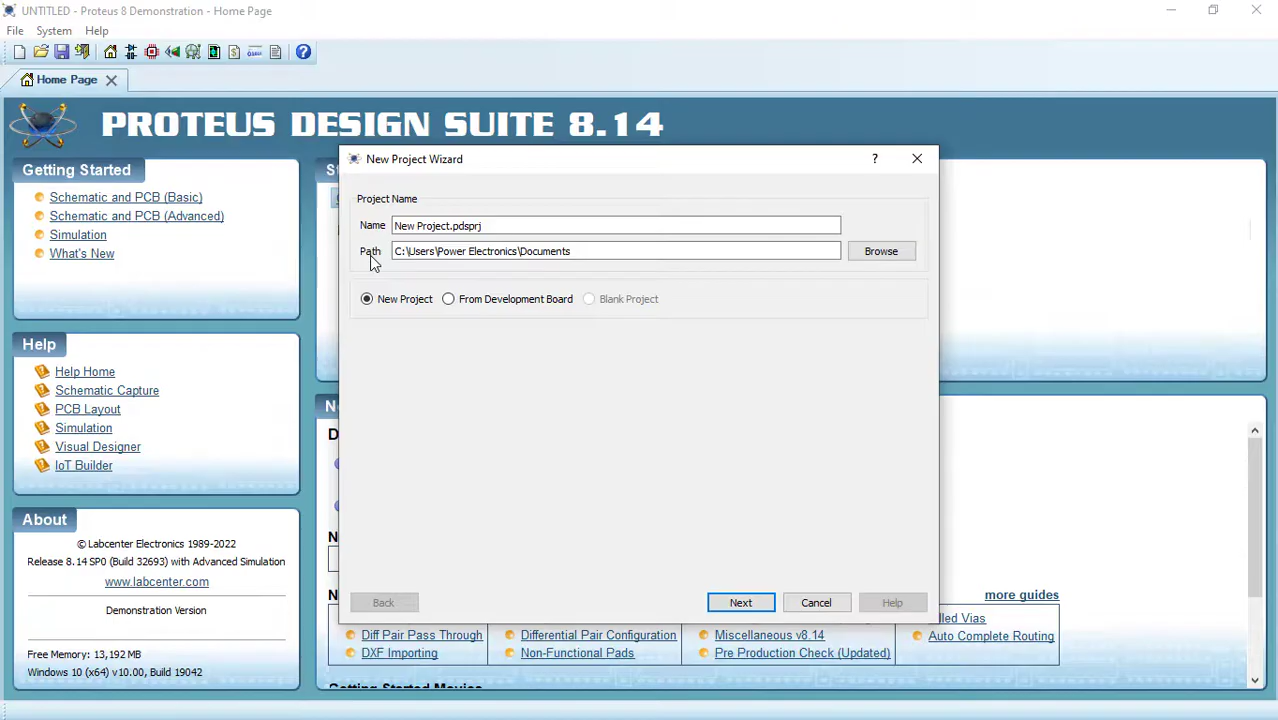 UNTITLED - Proteus 8 Demonstration - Home Page
File System Help
Home Page
PROTEUS DESIGN SUITE 8.14
Getting Started
Schematic and PCB (Basic)
Schematic and PCB (Advanced)
Simulation
What's New
Help
Help Home
Schematic Capture
PCB Layout
Simulation
Visual Designer
IoT Builder
About
© Labcenter Electronics 1989-2022
Release 8.14 SP0 (Build 32693) with Advanced Simulation
www.labcenter.com
Demonstration Version
Free Memory: 13,192 MB
Windows 10 (x64) v10.00, Build 19042
New Project Wizard
?
Project Name
Name New Project.pdsprj
Path C:\Users\Power Electronics\Documents Browse
New Project From Development Board Blank Project
Back Next Cancel Help
more guides
Diff Pair Pass Through Differential Pair Configuration Miscellaneous v8.14 Vias
DXF Importing Non-Functional Pads Pre Production Check (Updated) Auto Complete Routing